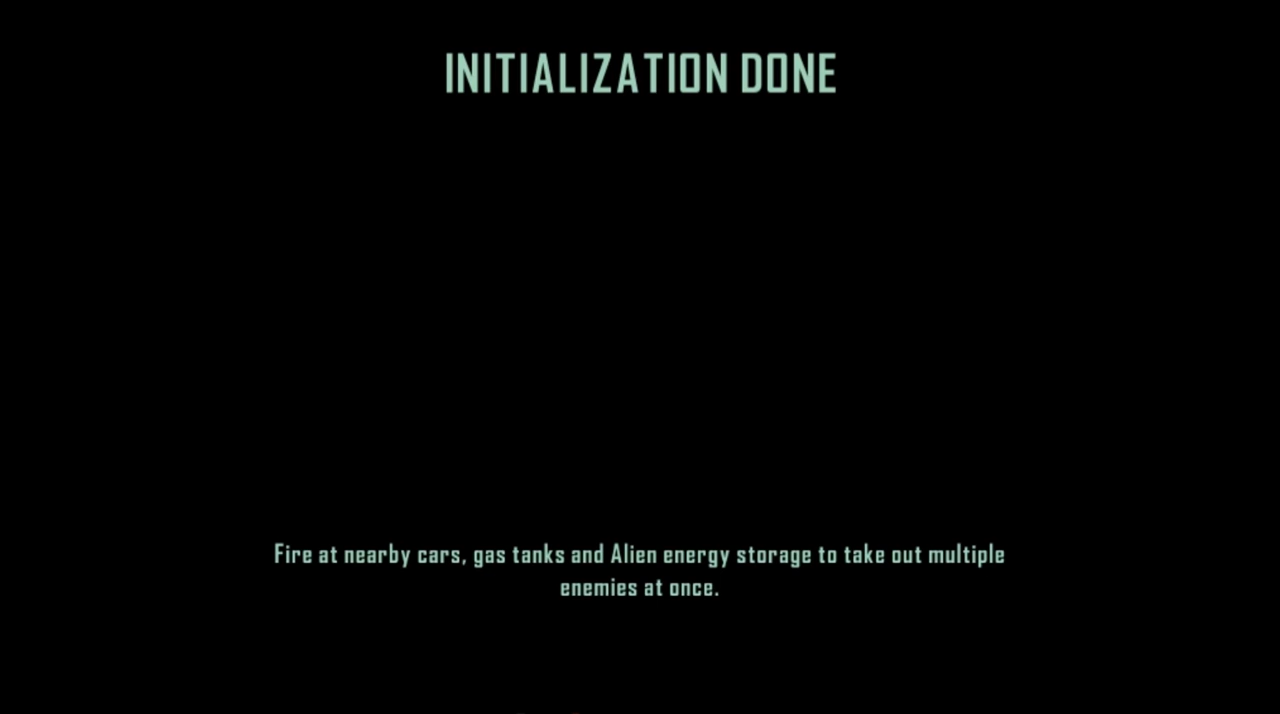 INITIALIZATION DONE
Fire at nearby cars, gas tanks and Alien energy storage to take out multiple
enemies at once.